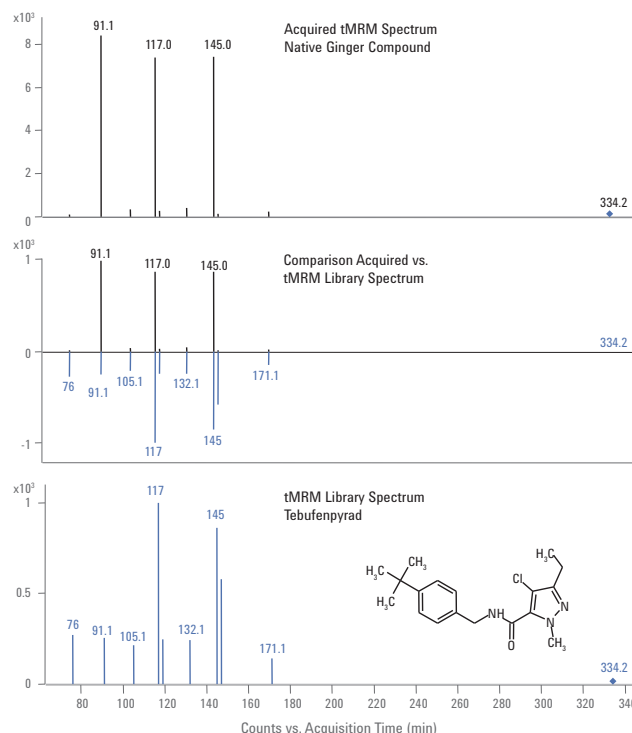 x10³
8
6
4
2
0
91.1
117.0
145.0
334.2
Acquired tMRM Spectrum
Native Ginger Compound
x10³
1
0
-1
91.1
117.0
145.0
Comparison Acquired vs.
tMRM Library Spectrum
334.2
76
91.1
105.1
117
132.1
145
171.1
x10³
1
0.5
0
tMRM Library Spectrum
Tebufenpyrad
117
145
76
91.1
105.1
132.1
171.1
334.2
H₃C
CH₃
H₃C
NH
O
Cl
H₃C
N
N
CH₃
80 100 120 140 160 180 200 220 240 260 280 300 320 340
Counts vs. Acquisition Time (min)